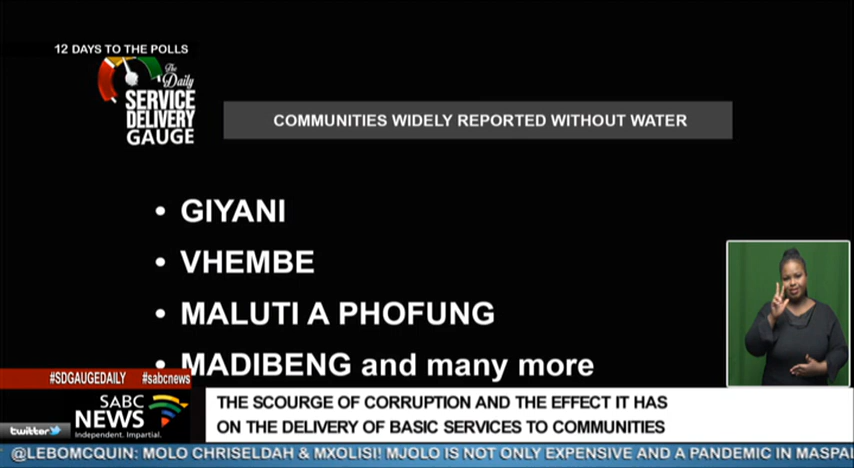 12 DAYS TO THE POLLS
The
Daily
SERVICE
DELIVERY
GAUGE
COMMUNITIES WIDELY REPORTED WITHOUT WATER
• GIYANI
• VHEMBE
• MALUTI A PHOFUNG
• MADIBENG and many more
#SDGAUGEDAILY #sabcnews
SABC
NEWS
Independent. Impartial.
twitter
THE SCOURGE OF CORRUPTION AND THE EFFECT IT HAS
ON THE DELIVERY OF BASIC SERVICES TO COMMUNITIES
@LEBOMCQUIN: MOLO CHRISELDAH & MXOLISI! MJOLO IS NOT ONLY EXPENSIVE AND A PANDEMIC IN MASPAL